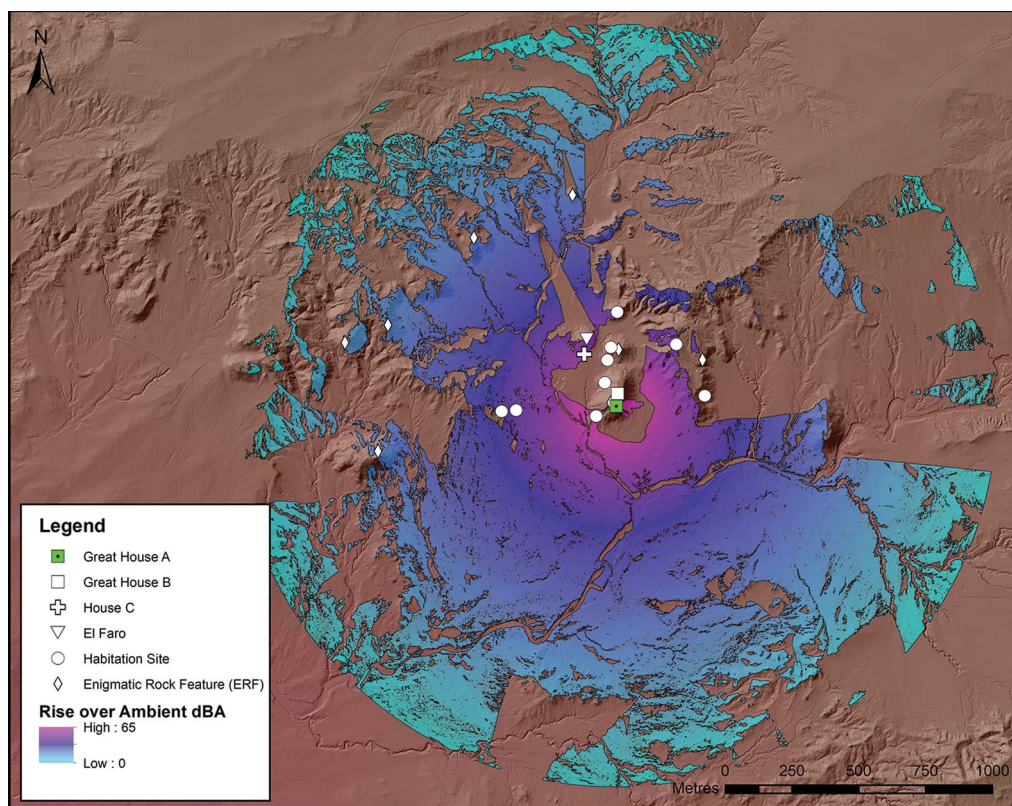 N
Legend
Great House A
Great House B
House C
El Faro
Habitation Site
Enigmatic Rock Feature (ERF)
Rise over Ambient dBA
High : 65
Low : 0
0 250 500 750 1000
Metres